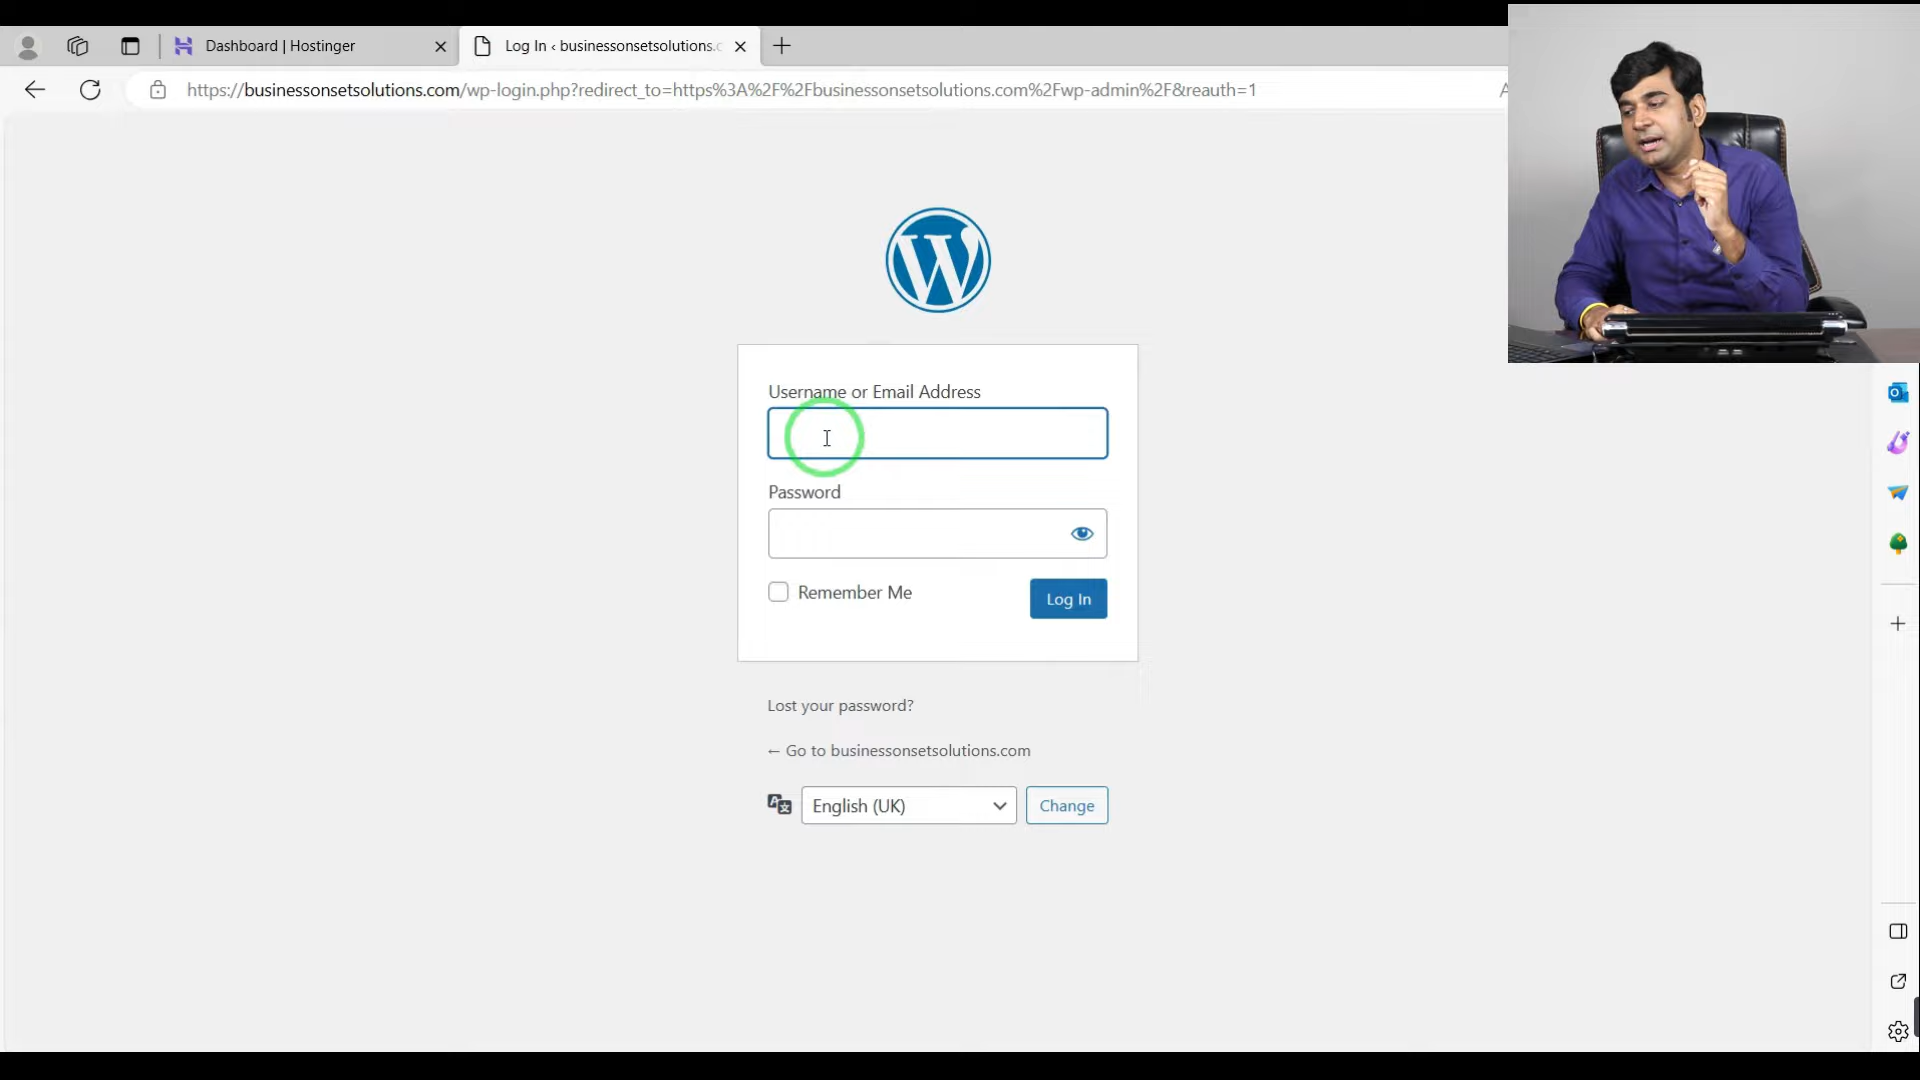 Dashboard | Hostinger
Log In ‹ businessonsetsolutions.
https://businessonsetsolutions.com/wp-login.php?redirect_to=https%3A%2F%2Fbusinessonsetsolutions.com%2Fwp-admin%2F&reauth=1
Username or Email Address
Password
Remember Me
Log In
Lost your password?
← Go to businessonsetsolutions.com
English (UK)
Change